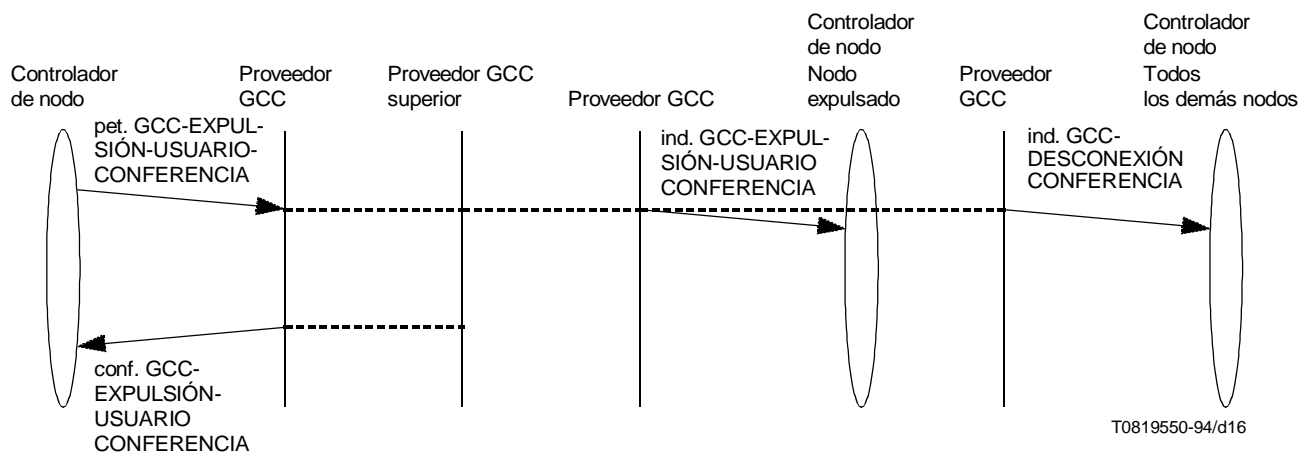 Controlador
de nodo
Proveedor
GCC
Proveedor GCC
superior
Proveedor GCC
Controlador
de nodo
Nodo
expulsado
Proveedor
GCC
Controlador
de nodo
Todos
los demás nodos
pet. GCC-EXPUL-
SIÓN-USUARIO-
CONFERENCIA
ind. GCC-EXPUL-
SIÓN-USUARIO
CONFERENCIA
ind. GCC-
DESCONEXIÓN
CONFERENCIA
conf. GCC-
EXPULSIÓN-
USUARIO
CONFERENCIA
T0819550-94/d16